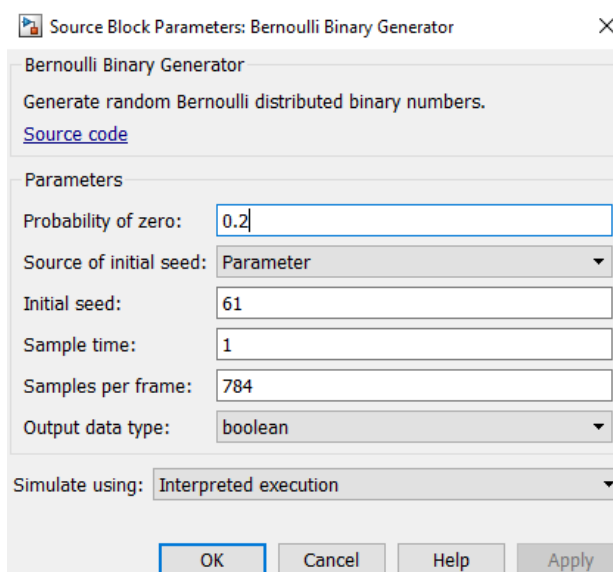 Source Block Parameters: Bernoulli Binary Generator
Bernoulli Binary Generator
Generate random Bernoulli distributed binary numbers.
Source code
Parameters
Probability of zero: 0.2
Source of initial seed: Parameter
Initial seed: 61
Sample time: 1
Samples per frame: 784
Output data type: boolean
Simulate using: Interpreted execution
OK Cancel Help Apply